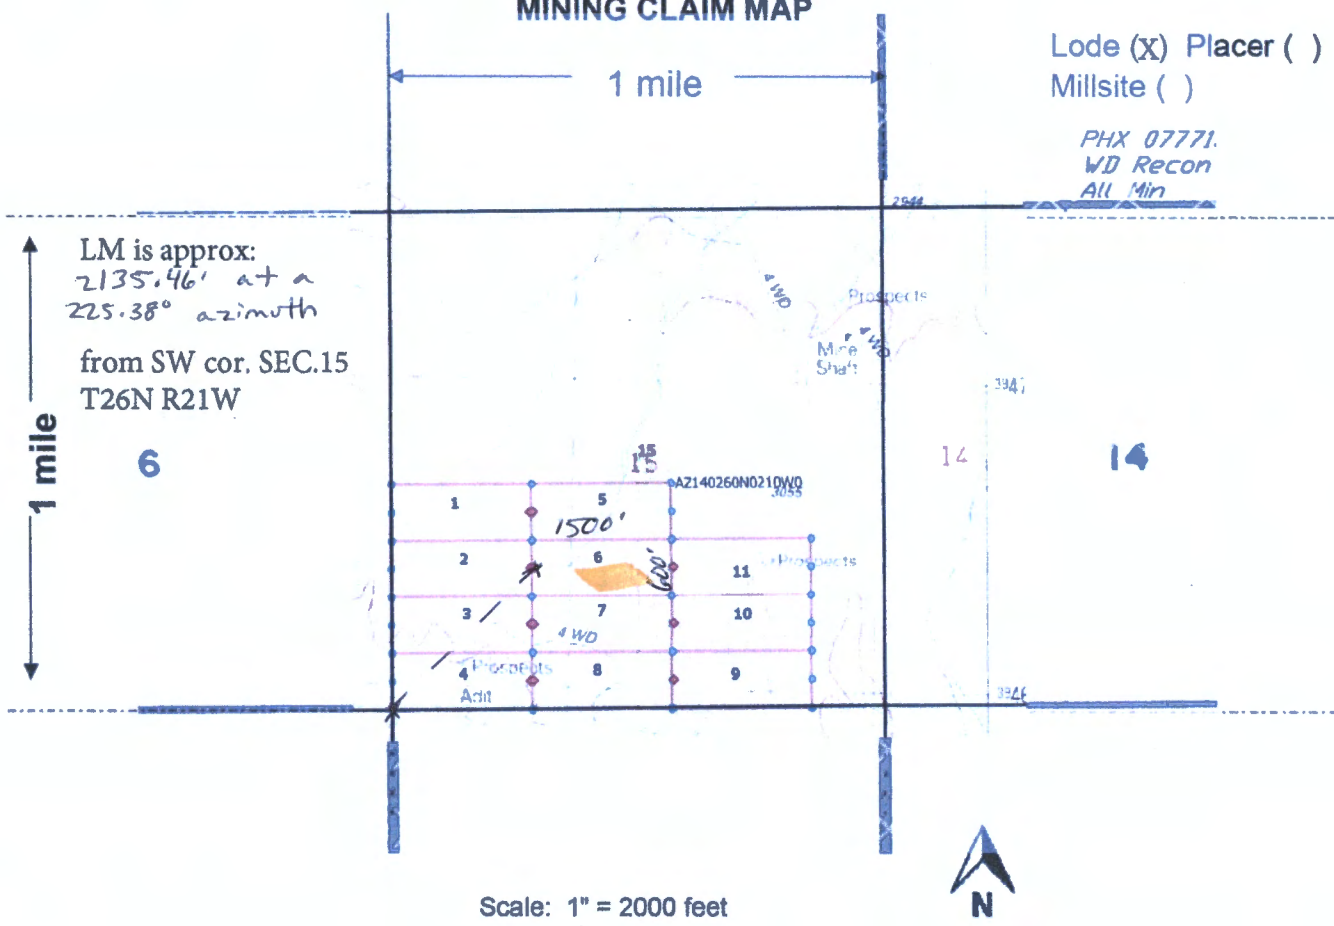 MINING CLAIM MAP
Lode (X) Placer ( )
Millsite ( )
1 mile
PHX 07771.
WD Recon
All Min
2944
LM is approx:
2135.46' at a
225.38° azimuth
from SW cor. SEC.15
T26N R21W
1 mile
4 WD
Prospects
4 WD
Mine
Shaft
3947
6
15
15
14
14
AZ140260N0210W0
3055
1
5
1500'
2
6
600'
11
Prospects
3
7
10
4 WD
4
Prospects
8
9
Adit
3946
N
Scale: 1" = 2000 feet